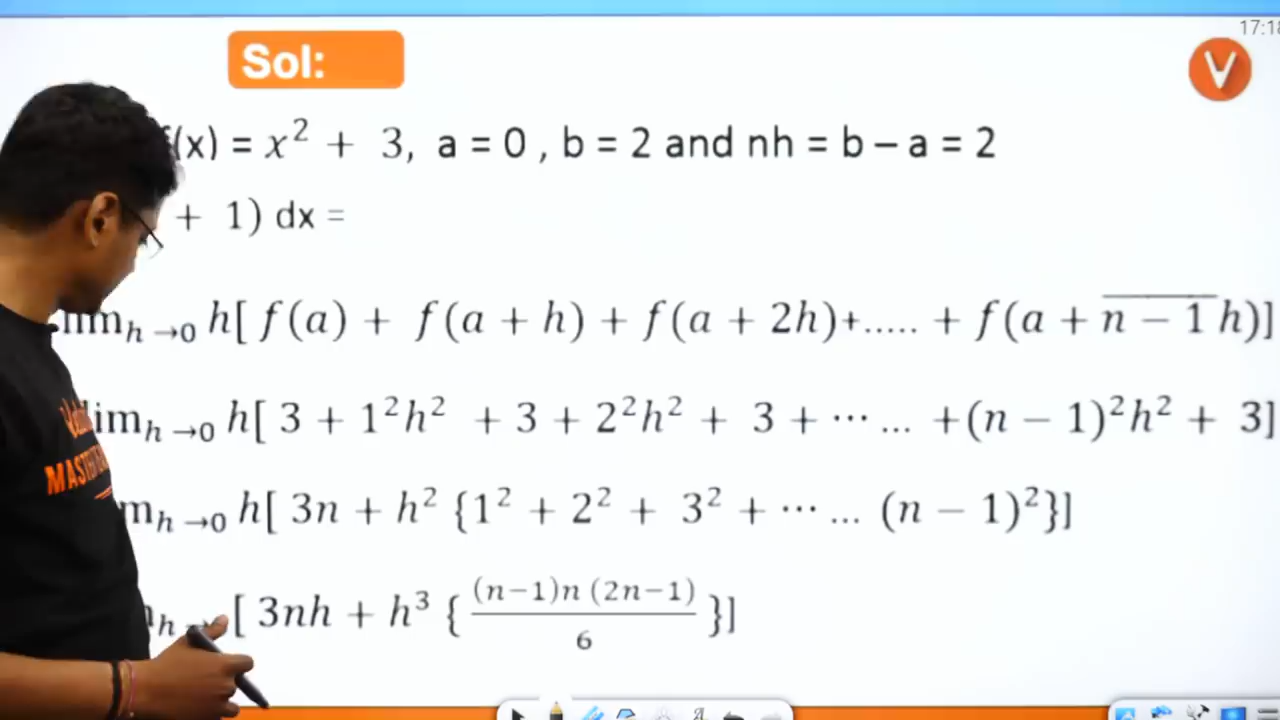 17:18
Sol:
V
(x) = x² + 3, a = 0 , b = 2 and nh = b – a = 2
+ 1) dx =
lim h →0 h[ f(a) + f(a + h) + f(a + 2h)+..... + f(a + \overline{n − 1} h)]
lim h →0 h[ 3 + 1²h² + 3 + 2²h² + 3 + ⋯ ... +(n − 1)²h² + 3]
m h →0 h[ 3n + h² {1² + 2² + 3² + ⋯ ... (n − 1)²}]
h → [ 3nh + h³ { \frac{(n−1)n (2n−1)}{6} }]